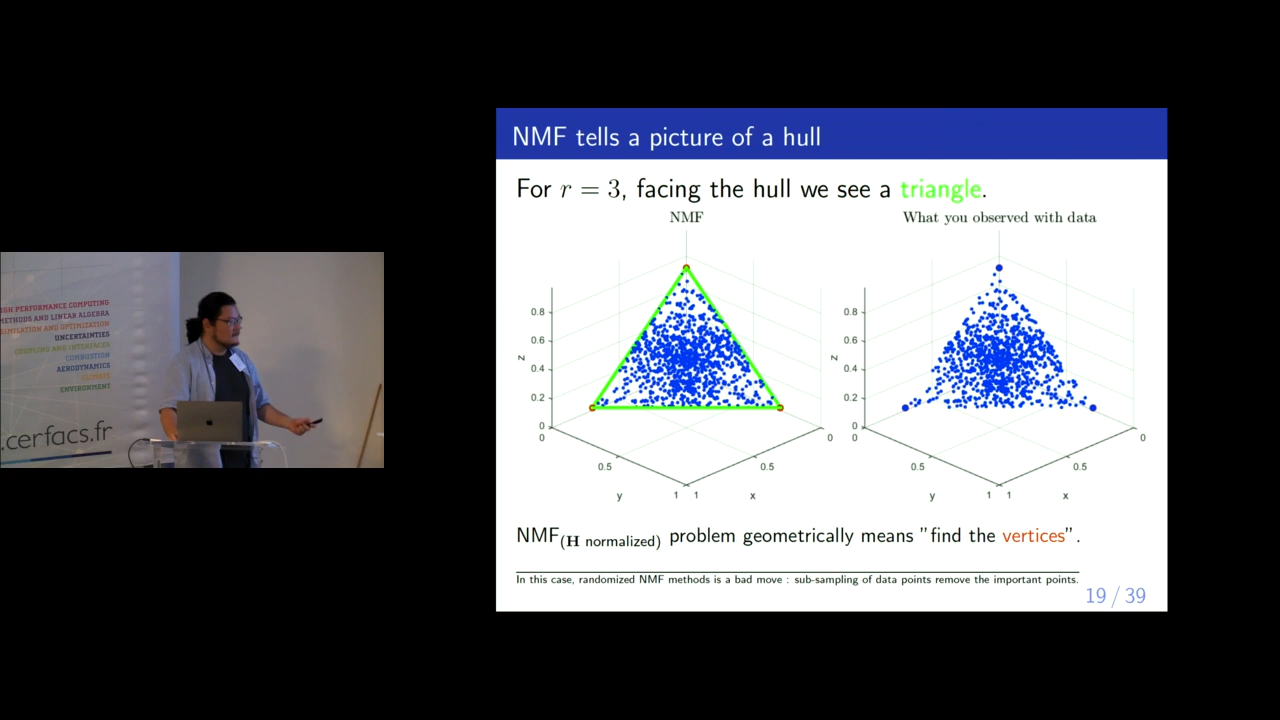 HIGH PERFORMANCE COMPUTING
METHODS AND LINEAR ALGEBRA
SIMULATION AND OPTIMIZATION
UNCERTAINTIES
COUPLING AND INTERFACES
COMBUSTION
AERODYNAMICS
CLIMATE
ENVIRONMENT
.cerfacs.fr
NMF tells a picture of a hull
For r = 3, facing the hull we see a triangle.
NMF
What you observed with data
0.8
0.6
0.4
0.2
0
z
0
0.5
1
y
1
0.5
0
x
0.8
0.6
0.4
0.2
0
z
0
0.5
1
y
1
0.5
0
x
NMF(H normalized) problem geometrically means "find the vertices".
In this case, randomized NMF methods is a bad move : sub-sampling of data points remove the important points.
19 / 39